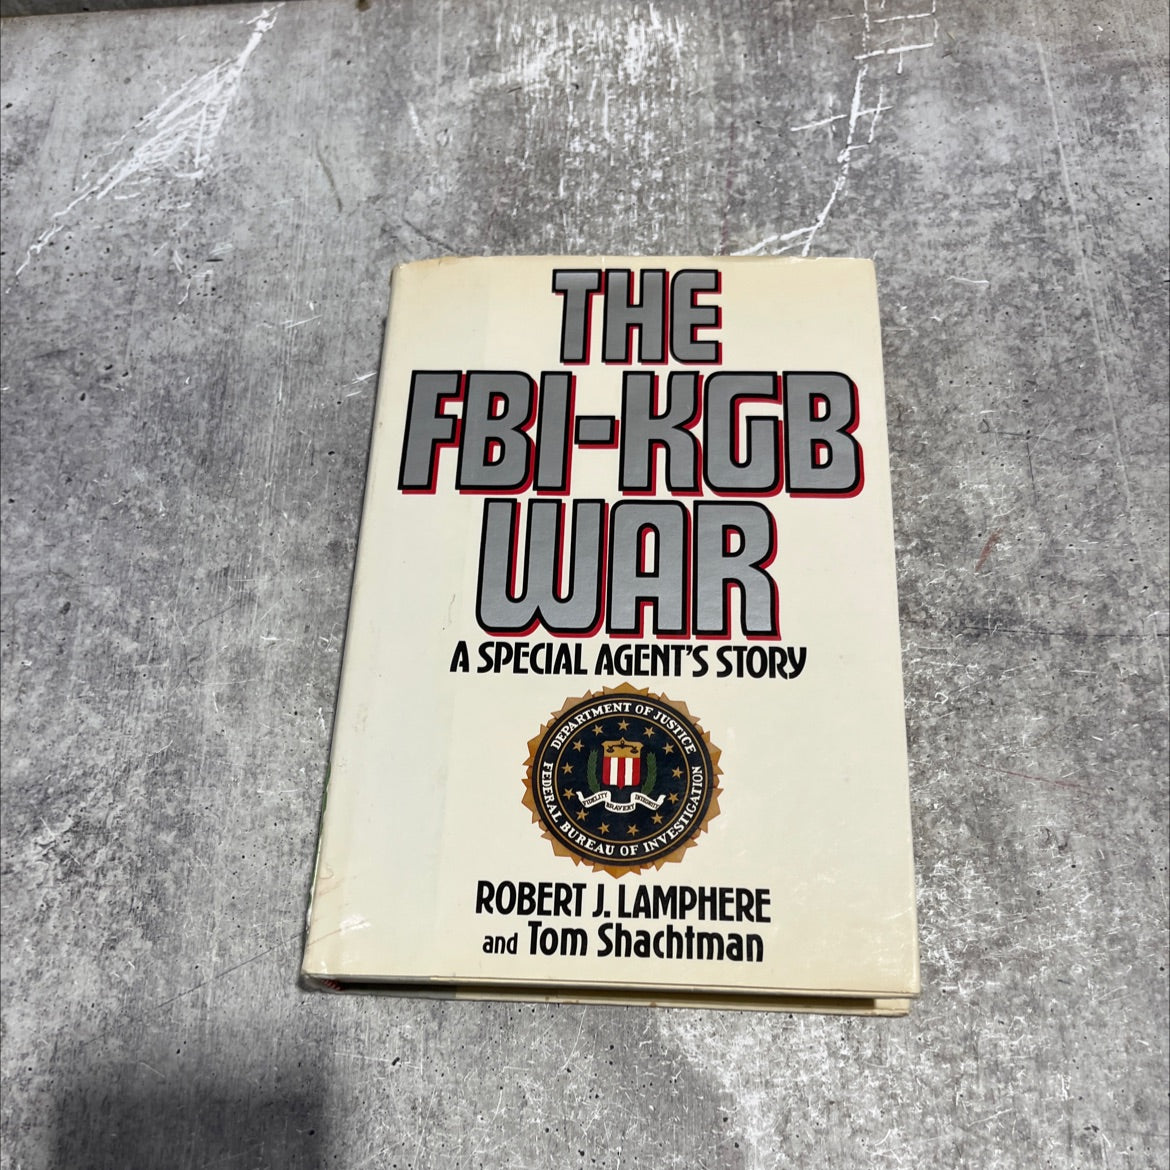 THE
FBI-KGB
WAR
A SPECIAL AGENT'S STORY
DEPARTMENT OF JUSTICE
FIDELITY BRAVERY INTEGRITY
FEDERAL BUREAU OF INVESTIGATION
ROBERT J. LAMPHERE
and Tom Shachtman